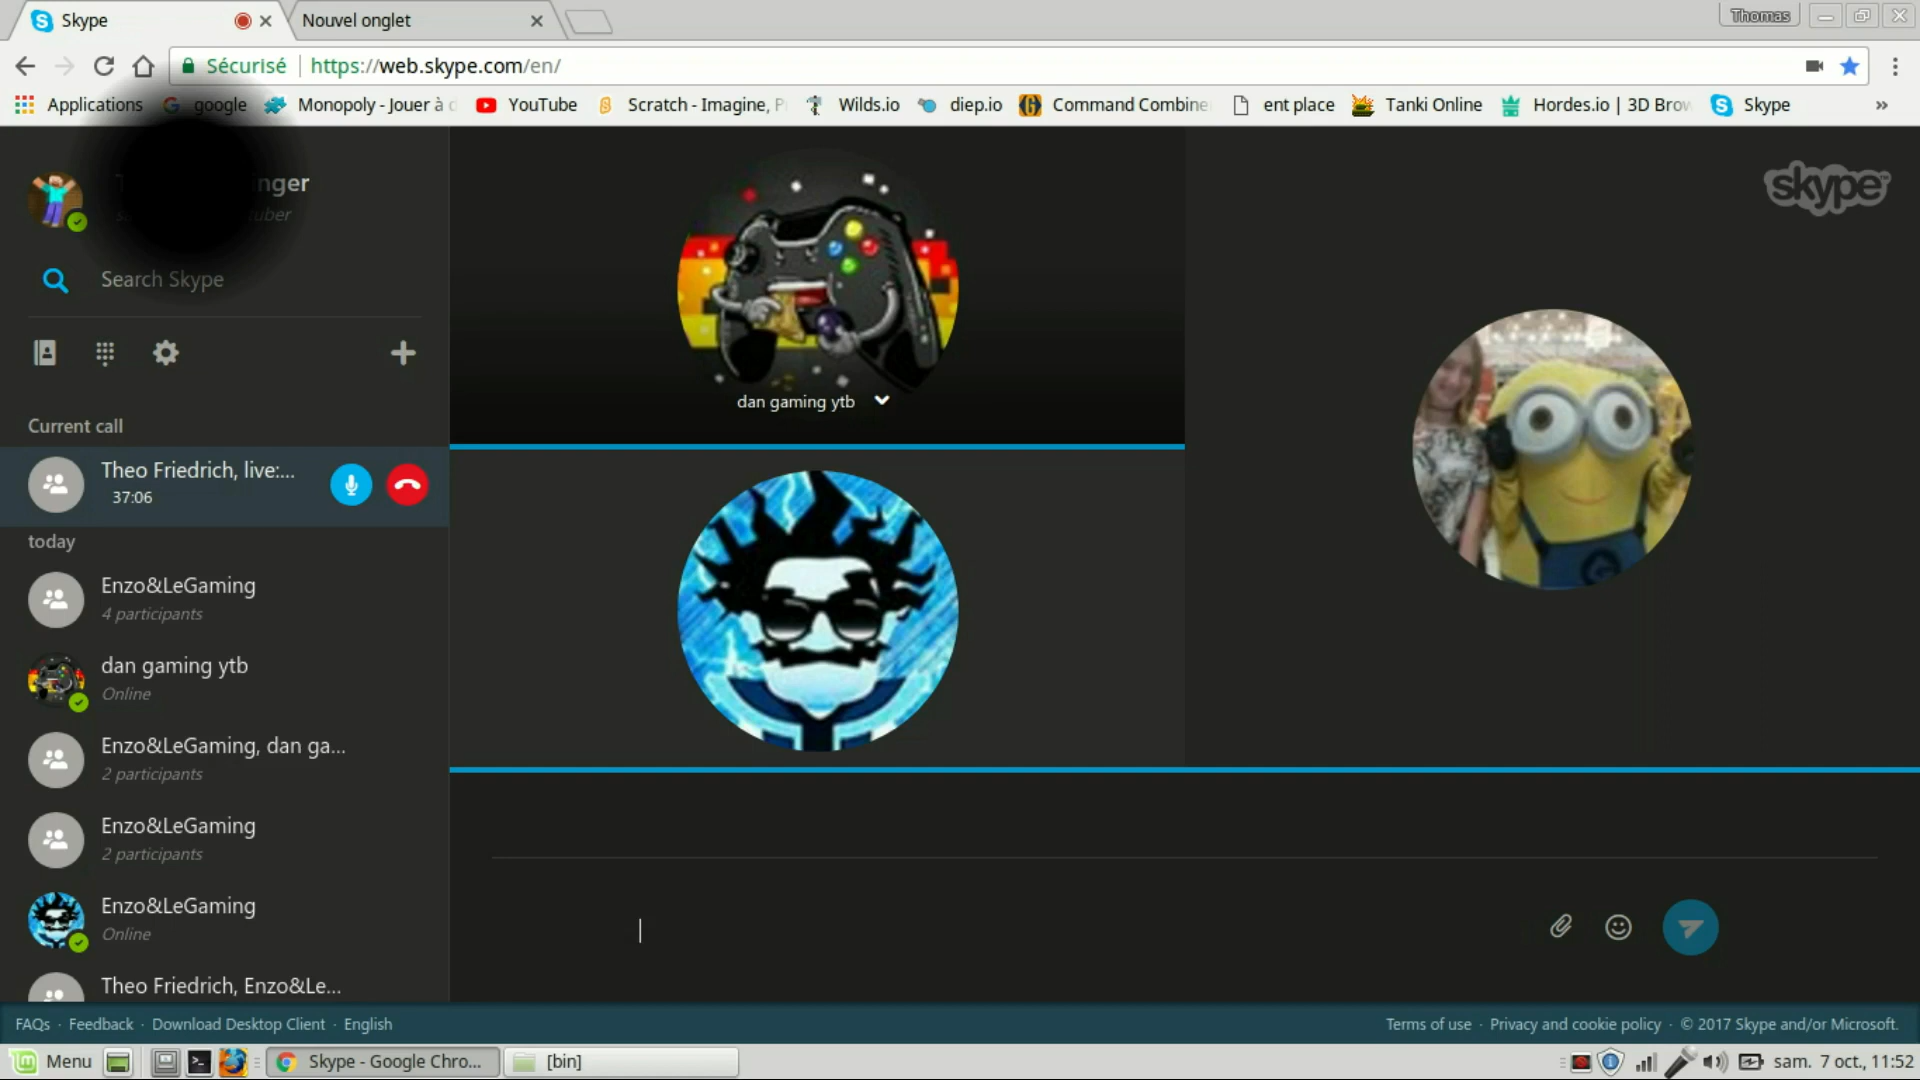 Skype
Nouvel onglet
Thomas
Sécurisé
https://web.skype.com/en/
Applications
google
Monopoly - Jouer à d
YouTube
Scratch - Imagine, P
Wilds.io
diep.io
Command Combine
ent place
Tanki Online
Hordes.io | 3D Brow
Skype
»
nger
tuber
Search Skype
Current call
Theo Friedrich, live:...
37:06
today
Enzo&LeGaming
4 participants
dan gaming ytb
Online
Enzo&LeGaming, dan ga...
2 participants
Enzo&LeGaming
2 participants
Enzo&LeGaming
Online
Theo Friedrich, Enzo&Le...
dan gaming ytb
skype™
FAQs · Feedback · Download Desktop Client · English
Terms of use · Privacy and cookie policy · © 2017 Skype and/or Microsoft.
Menu
Skype - Google Chro...
[bin]
sam. 7 oct., 11:52